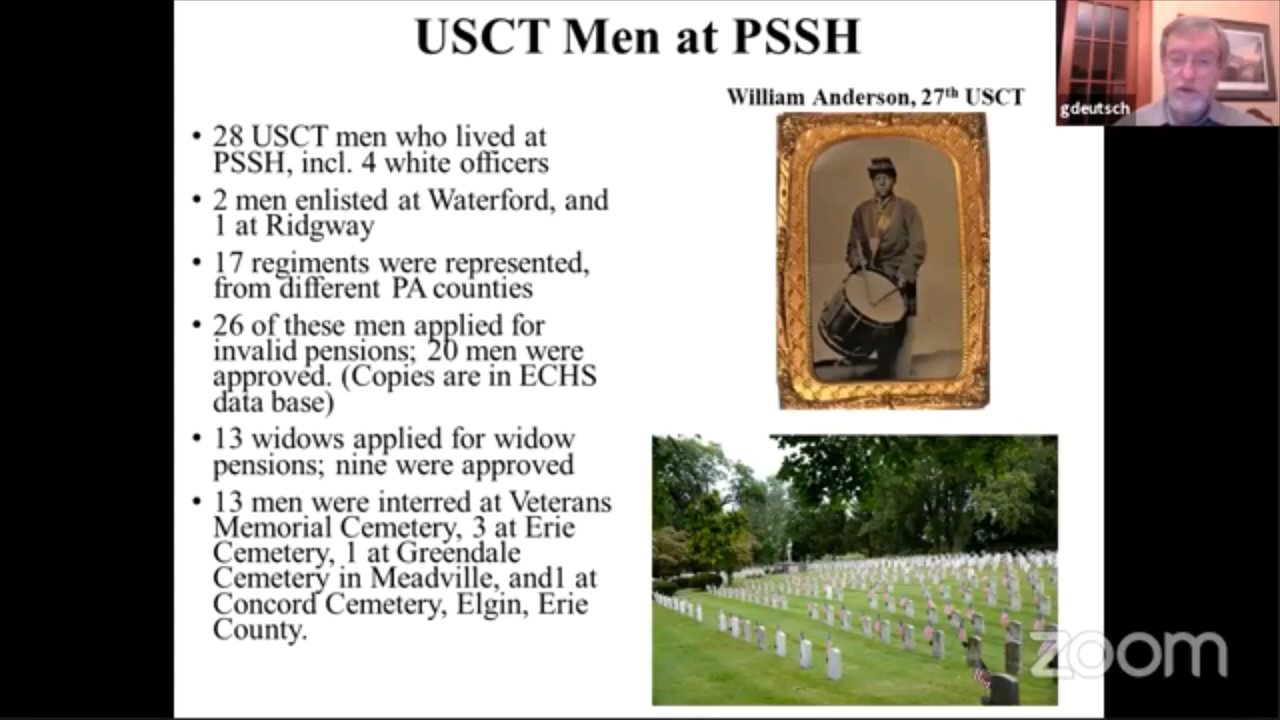 USCT Men at PSSH
William Anderson, 27th USCT
gdeutsch
• 28 USCT men who lived at
PSSH, incl. 4 white officers
• 2 men enlisted at Waterford, and
1 at Ridgway
• 17 regiments were represented,
from different PA counties
• 26 of these men applied for
invalid pensions; 20 men were
approved. (Copies are in ECHS
data base)
• 13 widows applied for widow
pensions; nine were approved
• 13 men were interred at Veterans
Memorial Cemetery, 3 at Erie
Cemetery, 1 at Greendale
Cemetery in Meadville, and1 at
Concord Cemetery, Elgin, Erie
County.
zoom